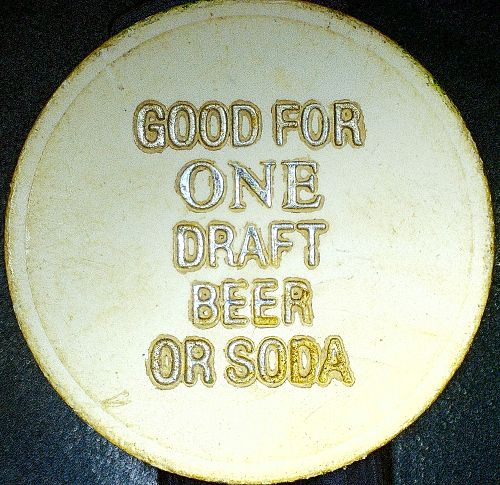 GOOD FOR
ONE
DRAFT
BEER
OR SODA